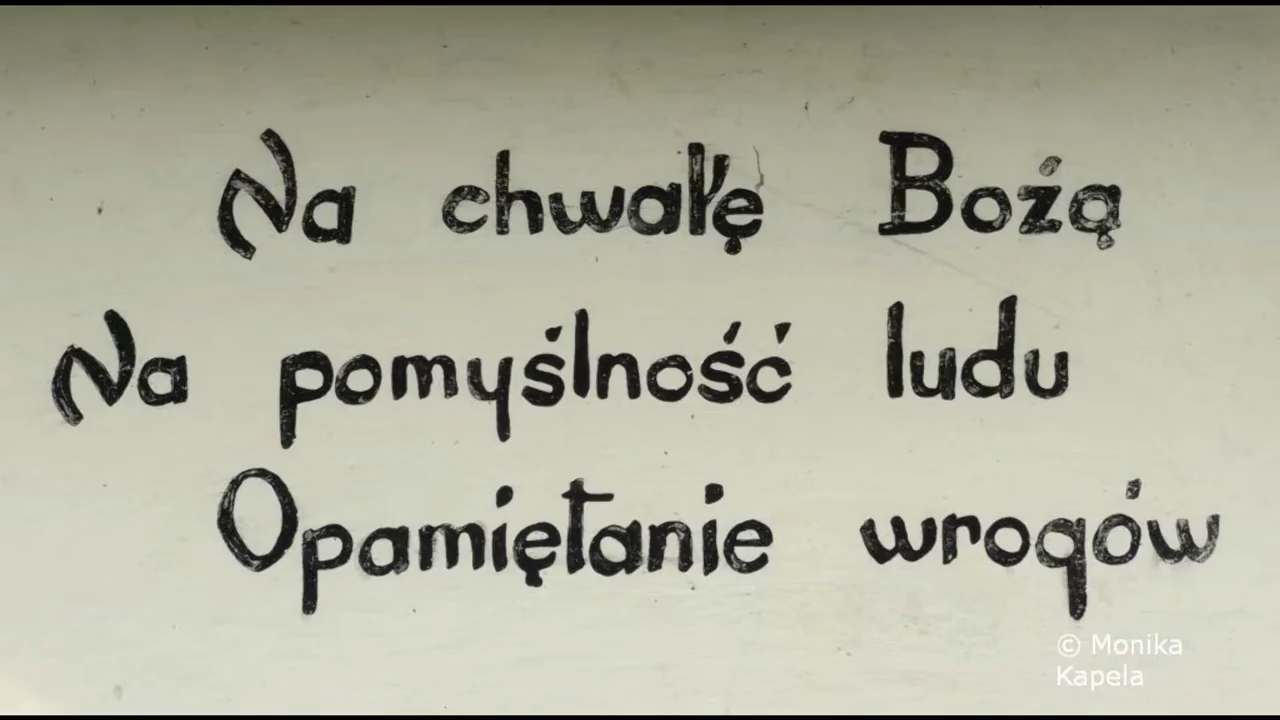 Na chwałę Bożą
Na pomyślność ludu
Opamiętanie wrogów
© Monika
Kapela